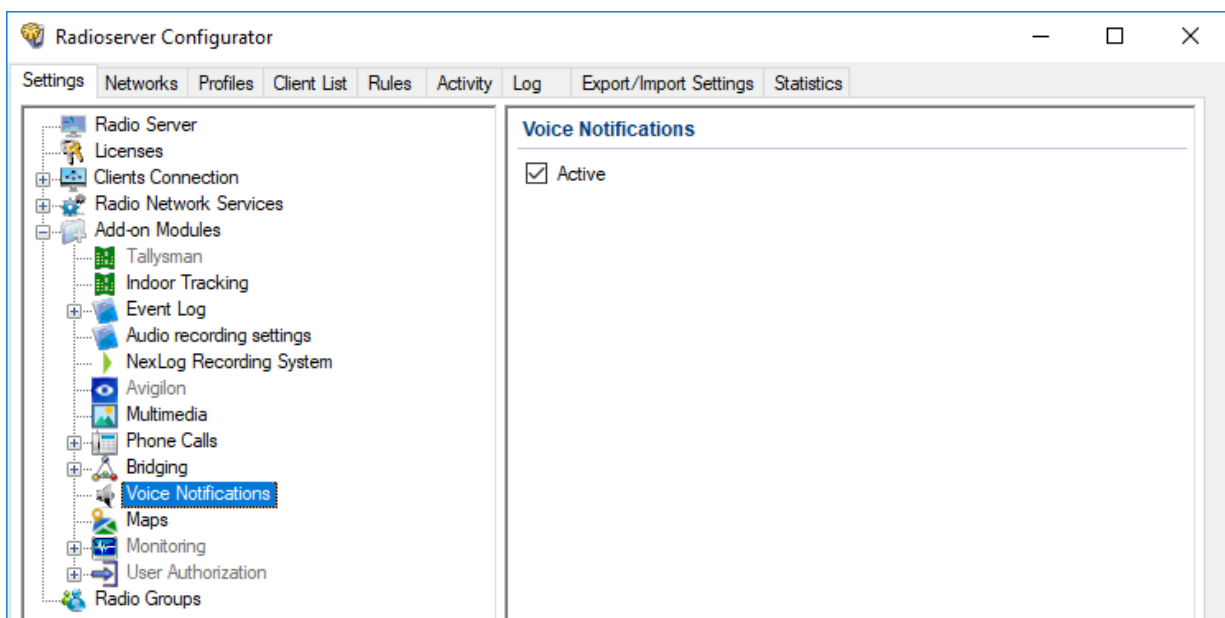 Radioserver Configurator
Settings Networks Profiles Client List Rules Activity Log Export/Import Settings Statistics
Radio Server
Licenses
Clients Connection
Radio Network Services
Add-on Modules
Tallysman
Indoor Tracking
Event Log
Audio recording settings
NexLog Recording System
Avigilon
Multimedia
Phone Calls
Bridging
Voice Notifications
Maps
Monitoring
User Authorization
Radio Groups
Voice Notifications
Active